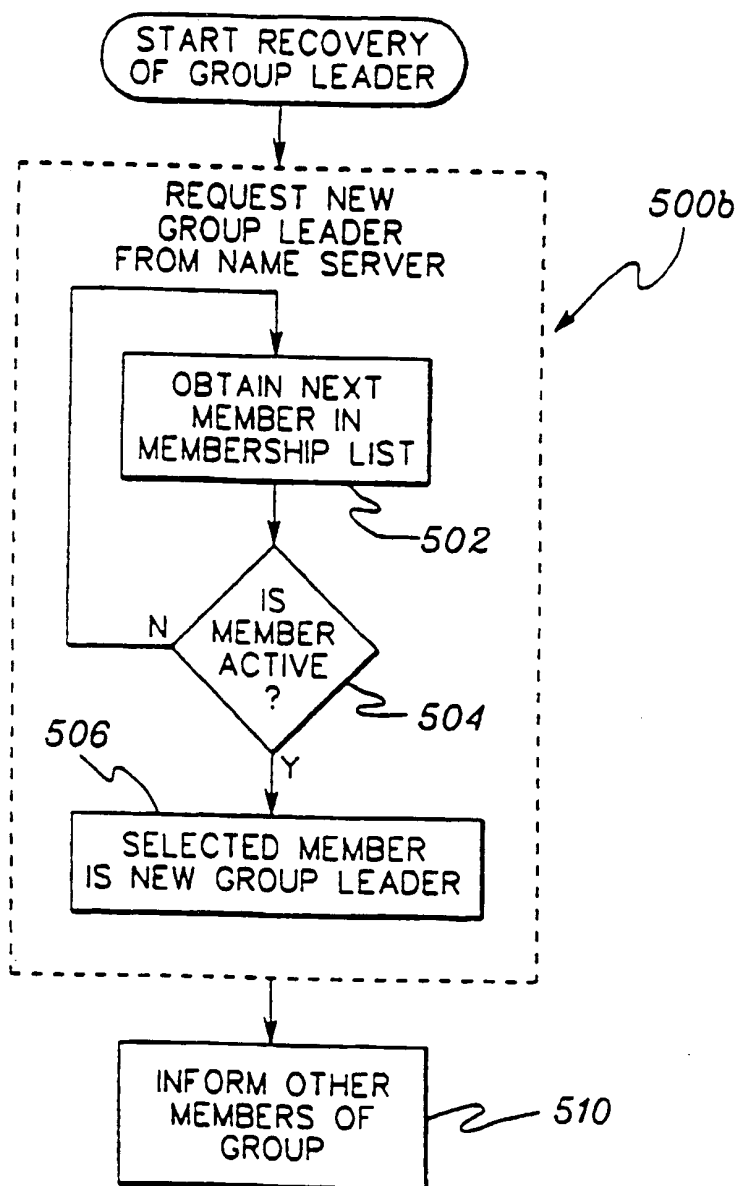 START RECOVERY
OF GROUP LEADER
REQUEST NEW
GROUP LEADER
FROM NAME SERVER
500b
OBTAIN NEXT
MEMBER IN
MEMBERSHIP LIST
502
IS
MEMBER
ACTIVE
?
N
504
506
Y
SELECTED MEMBER
IS NEW GROUP LEADER
INFORM OTHER
MEMBERS OF
GROUP
510